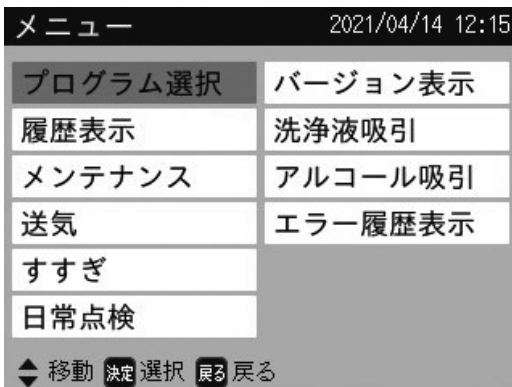 メニュー 2021/04/14 12:15
プログラム選択
履歴表示
メンテナンス
送気
すすぎ
日常点検
バージョン表示
洗浄液吸引
アルコール吸引
エラー履歴表示
移動 決定 選択 戻る 戻る